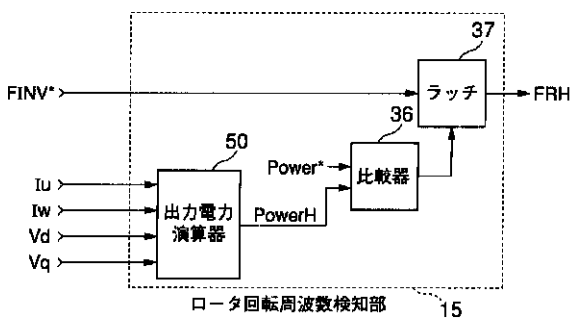 37
FINV*
ラッチ
FRH
36
50
Power*
比較器
Iu
Iw
Vd
Vq
出力電力
演算器
PowerH
ロータ回転周波数検知部
15